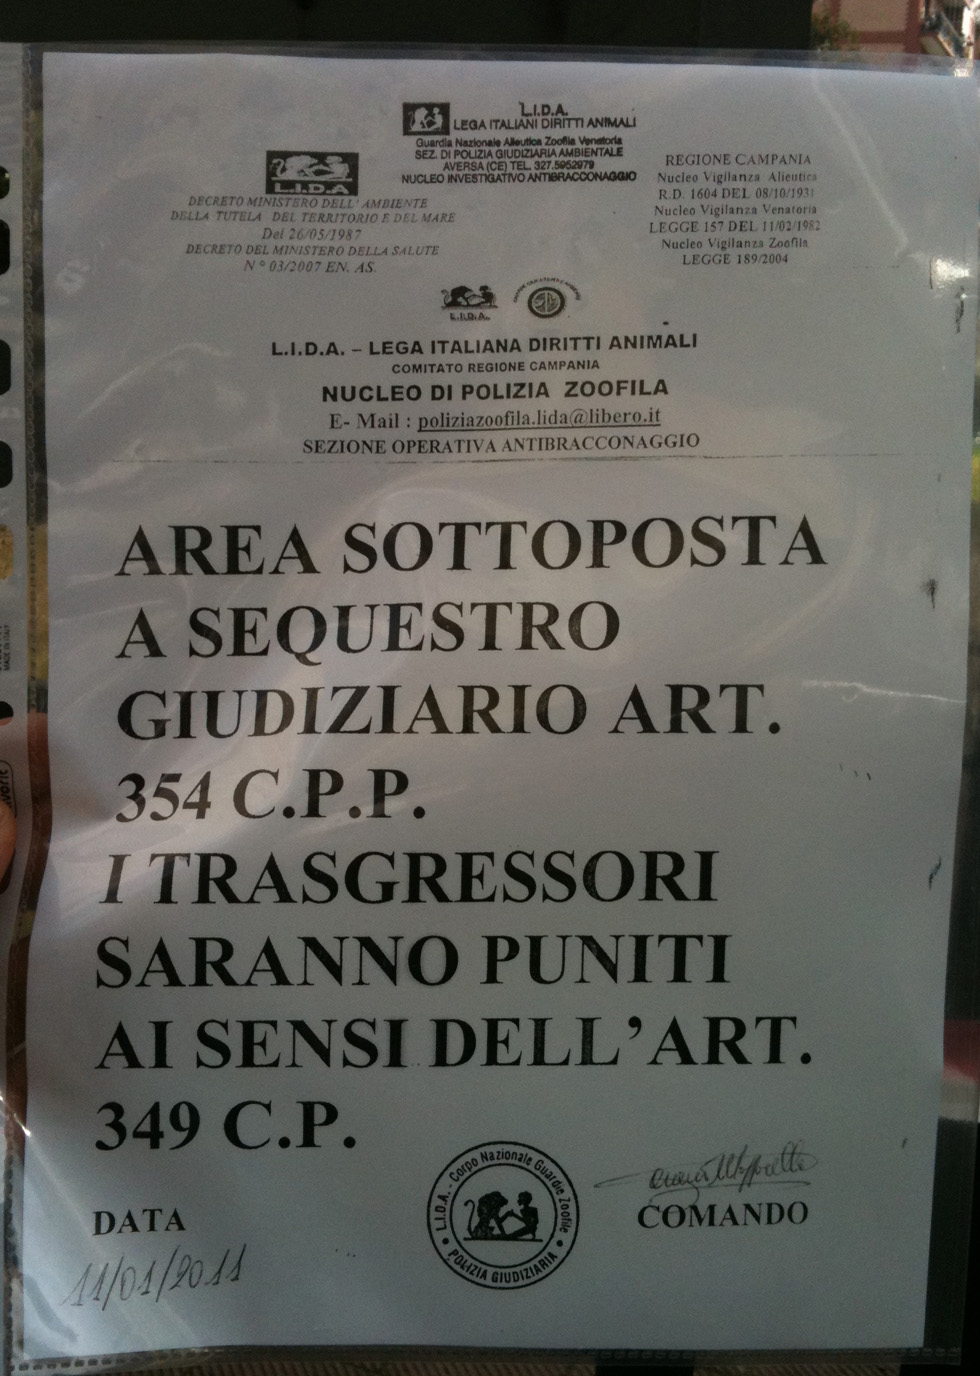 L.I.D.A.
LEGA ITALIANI DIRITTI ANIMALI
Guardia Nazionale Alieutica Zoofila Venatoria
SEZ. DI POLIZIA GIUDIZIARIA AMBIENTALE
AVERSA (CE) TEL. 327.5952979
NUCLEO INVESTIGATIVO ANTIBRACCONAGGIO
L.I.D.A
DECRETO MINISTERO DELL'AMBIENTE
DELLA TUTELA DEL TERRITORIO E DEL MARE
Del 26/05/1987
DECRETO DEL MINISTERO DELLA SALUTE
N° 03/2007 EN. AS.
REGIONE CAMPANIA
Nucleo Vigilanza Alieutica
R.D. 1604 DEL 08/10/1931
Nucleo Vigilanza Venatoria
LEGGE 157 DEL 11/02/1982
Nucleo Vigilanza Zoofila
LEGGE 189/2004
L.I.D.A.
L.I.D.A. – LEGA ITALIANA DIRITTI ANIMALI
COMITATO REGIONE CAMPANIA
NUCLEO DI POLIZIA ZOOFILA
E- Mail : poliziazoofila.lida@libero.it
SEZIONE OPERATIVA ANTIBRACCONAGGIO
AREA SOTTOPOSTA
A SEQUESTRO
GIUDIZIARIO ART.
354 C.P.P.
I TRASGRESSORI
SARANNO PUNITI
AI SENSI DELL'ART.
349 C.P.
DATA
11/01/2011
L.I.D.A. - Corpo Nazionale Guardie Zoofile
POLIZIA GIUDIZIARIA
COMANDO
MADE IN ITALY